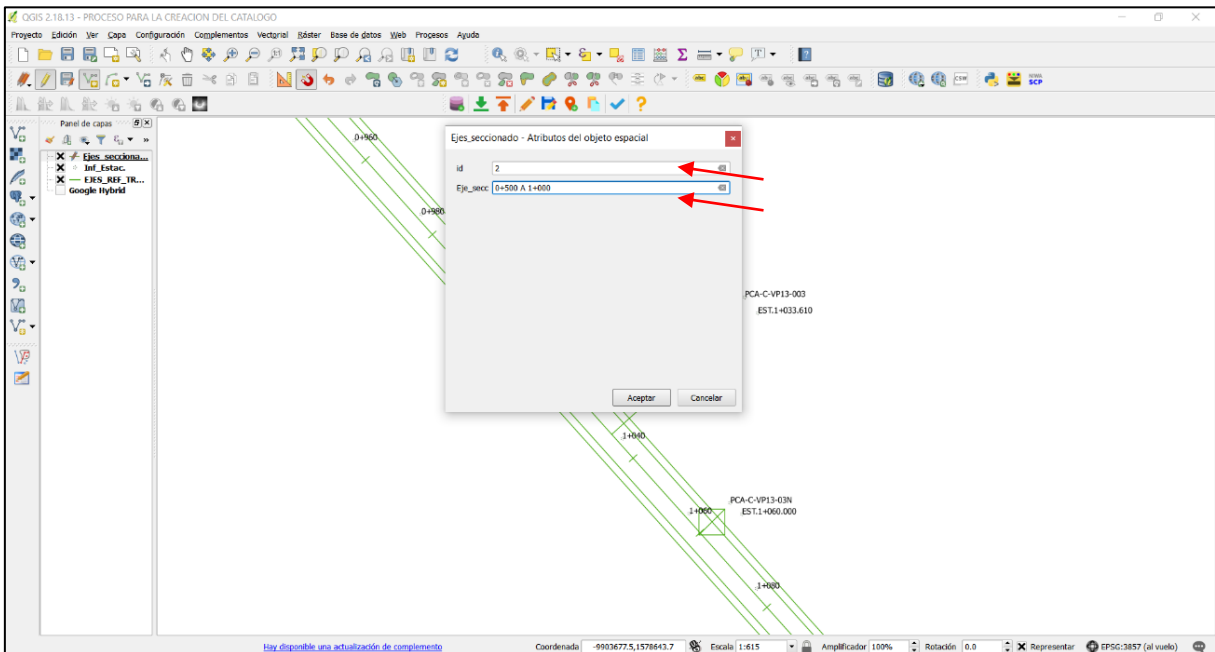 QGIS 2.18.13 - PROCESO PARA LA CREACION DEL CATALOGO
Proyecto Edición Ver Capa Configuración Complementos Vectorial Ráster Base de datos Web Procesos Ayuda
CSW
SCP
Panel de capas
Ejes_secciona...
Inf_Estac.
EJES_REF_TR...
Google Hybrid
0+960
0+980
Ejes_seccionado - Atributos del objeto espacial
id 2
Eje_secc 0+500 A 1+000
Aceptar Cancelar
PCA-C-VP13-003
EST.1+033.610
1+040
PCA-C-VP13-03N
1+060 EST.1+060.000
1+080
Hay disponible una actualización de complemento Coordenada -9903677.5,1578643.7 Escala 1:615 Amplificador 100% Rotación 0.0 Representar EPSG:3857 (al vuelo)